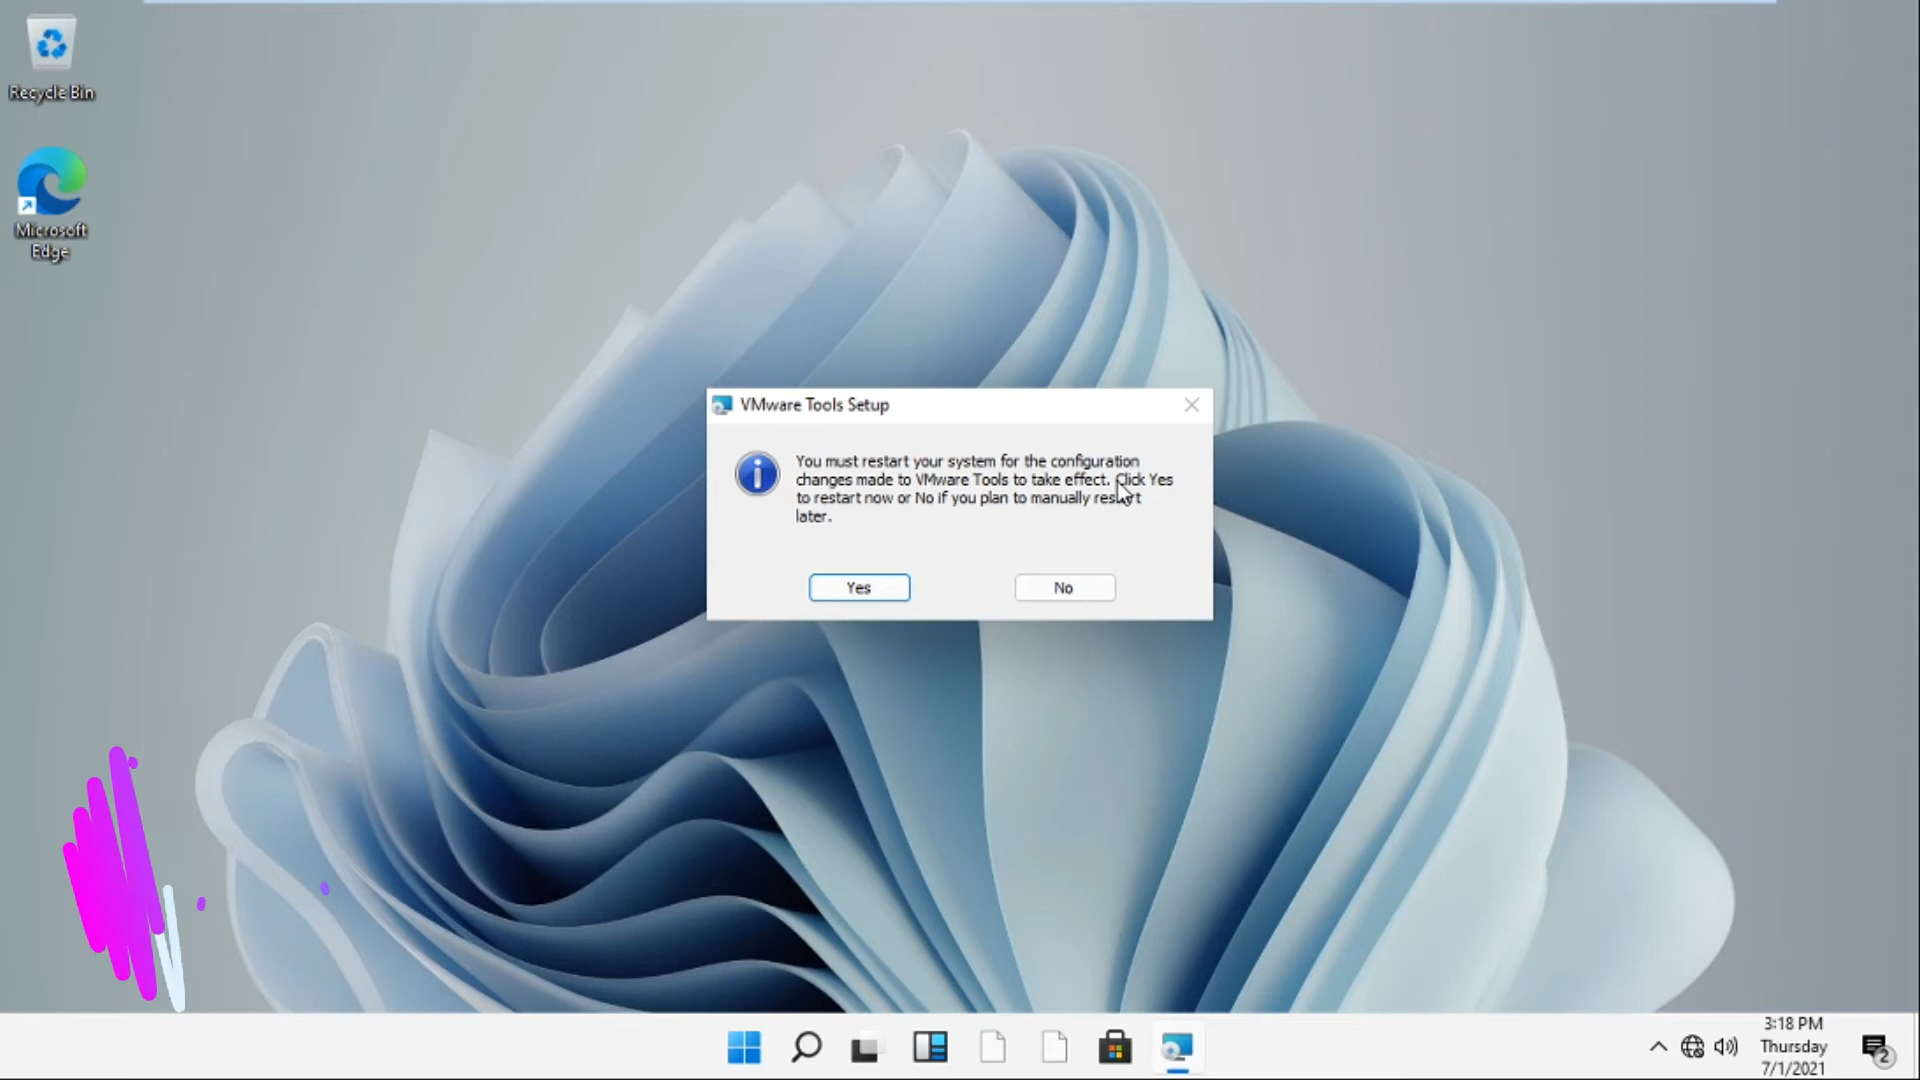 Recycle Bin
Microsoft
Edge
VMware Tools Setup
You must restart your system for the configuration
changes made to VMware Tools to take effect. Click Yes
to restart now or No if you plan to manually restart
later.
Yes
No
3:18 PM
Thursday
7/1/2021
2